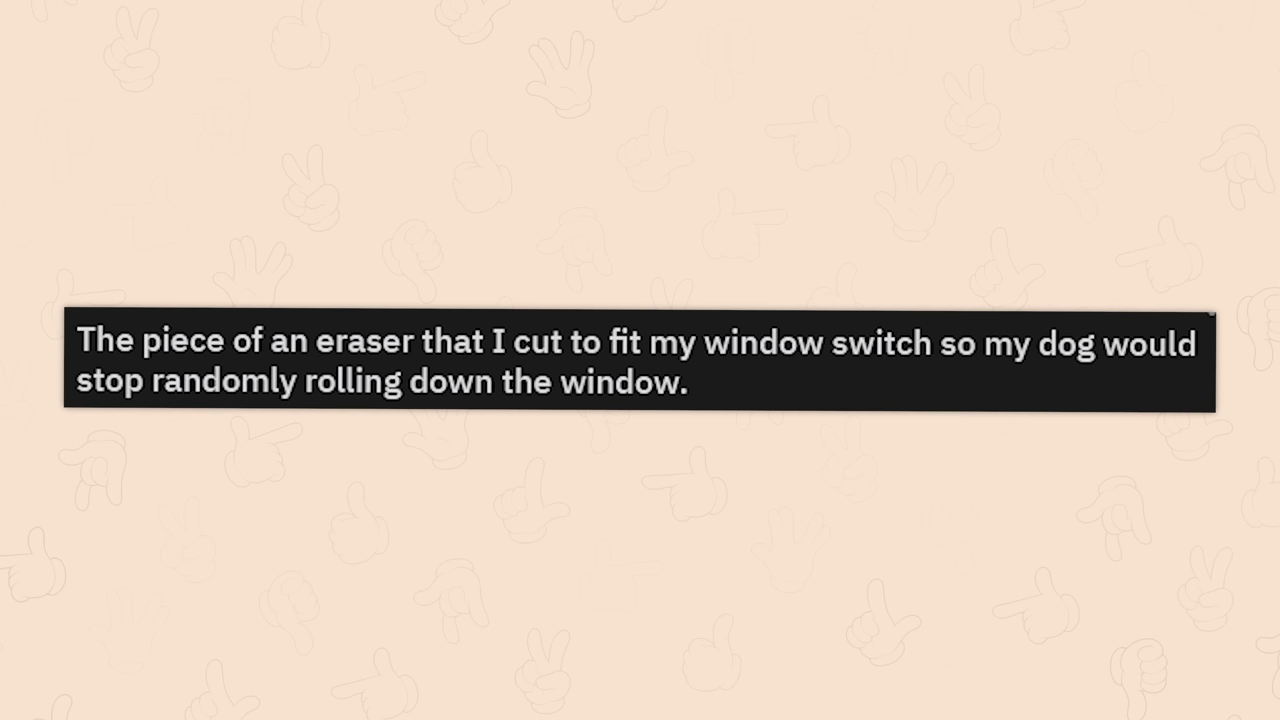 The piece of an eraser that I cut to fit my window switch so my dog would
stop randomly rolling down the window.